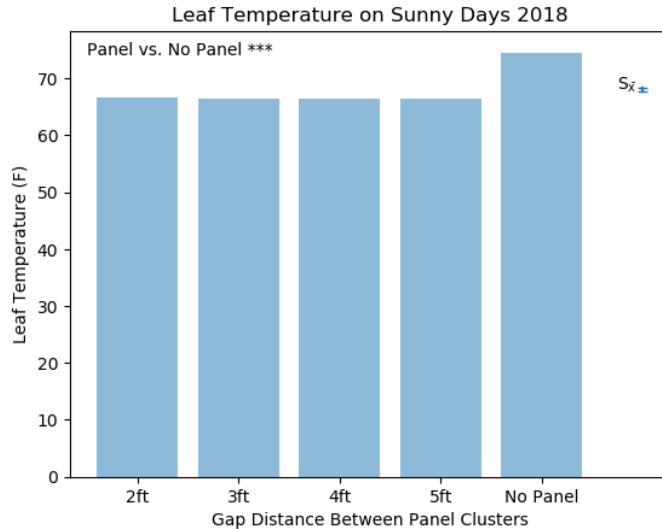 Leaf Temperature on Sunny Days 2018
Panel vs. No Panel ***
Sx̄
Leaf Temperature (F)
70
60
50
40
30
20
10
0
2ft 3ft 4ft 5ft No Panel
Gap Distance Between Panel Clusters